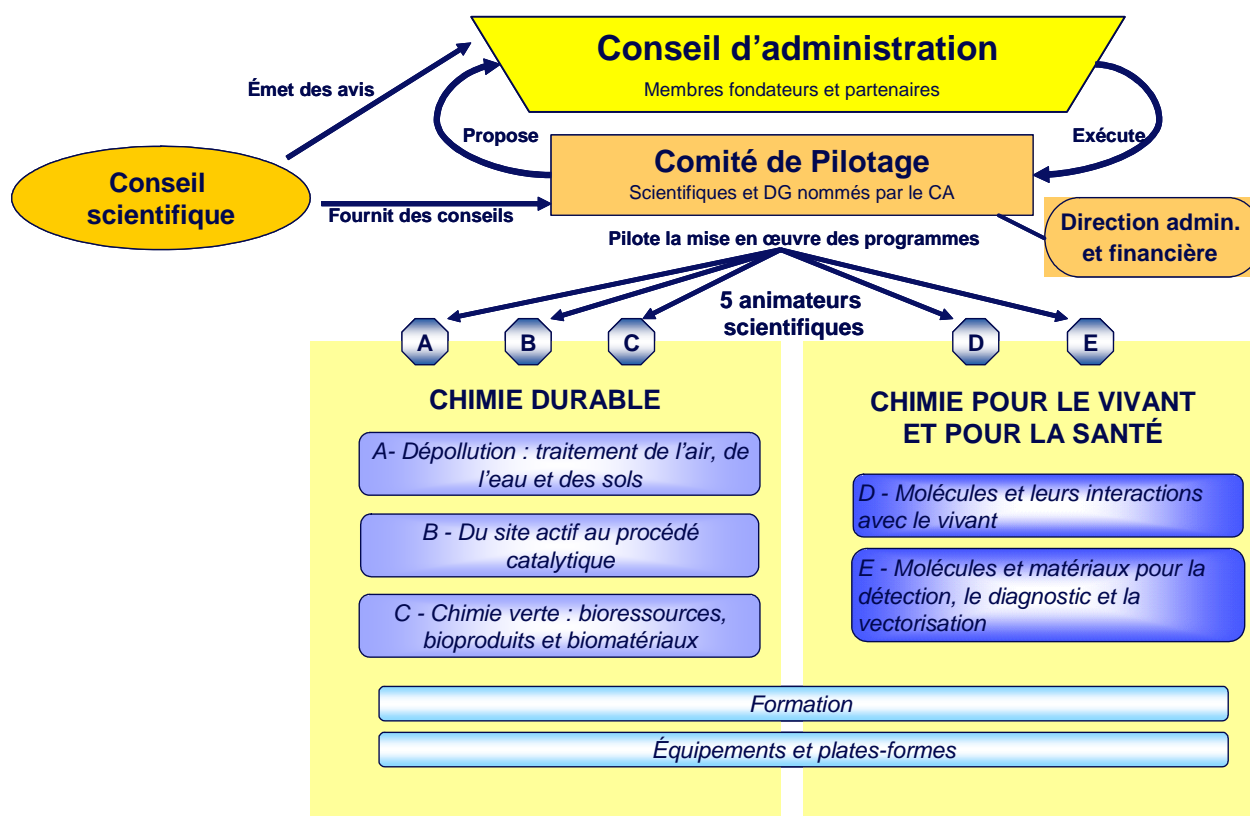 Conseil d'administration
Membres fondateurs et partenaires
Émet des avis
Propose
Exécute
Comité de Pilotage
Scientifiques et DG nommés par le CA
Conseil
scientifique
Fournit des conseils
Direction admin.
et financière
Pilote la mise en œuvre des programmes
5 animateurs
scientifiques
A
B
C
D
E
CHIMIE DURABLE
A- Dépollution : traitement de l'air, de
l'eau et des sols
B - Du site actif au procédé
catalytique
C - Chimie verte : bioressources,
bioproduits et biomatériaux
CHIMIE POUR LE VIVANT
ET POUR LA SANTÉ
D - Molécules et leurs interactions
avec le vivant
E - Molécules et matériaux pour la
détection, le diagnostic et la
vectorisation
Formation
Équipements et plates-formes